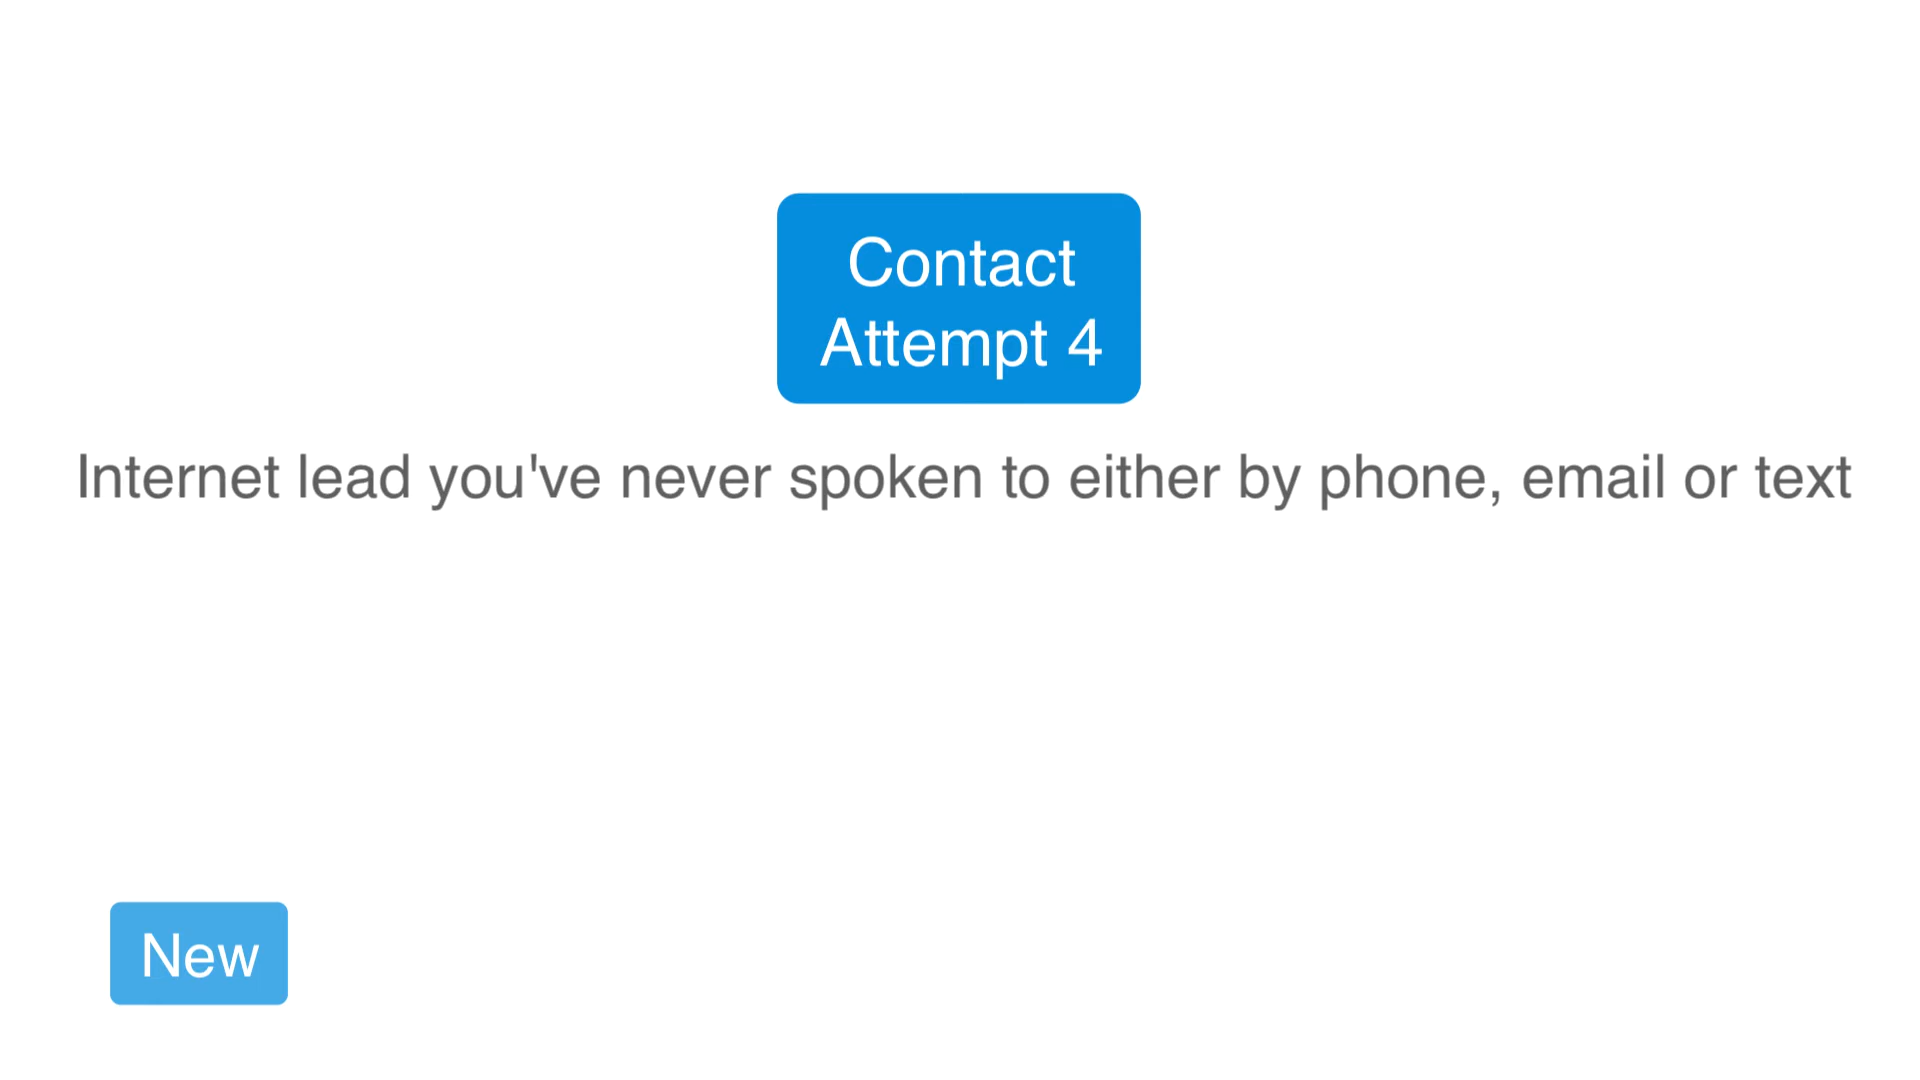 Contact
Attempt 4
Internet lead you've never spoken to either by phone, email or text
New